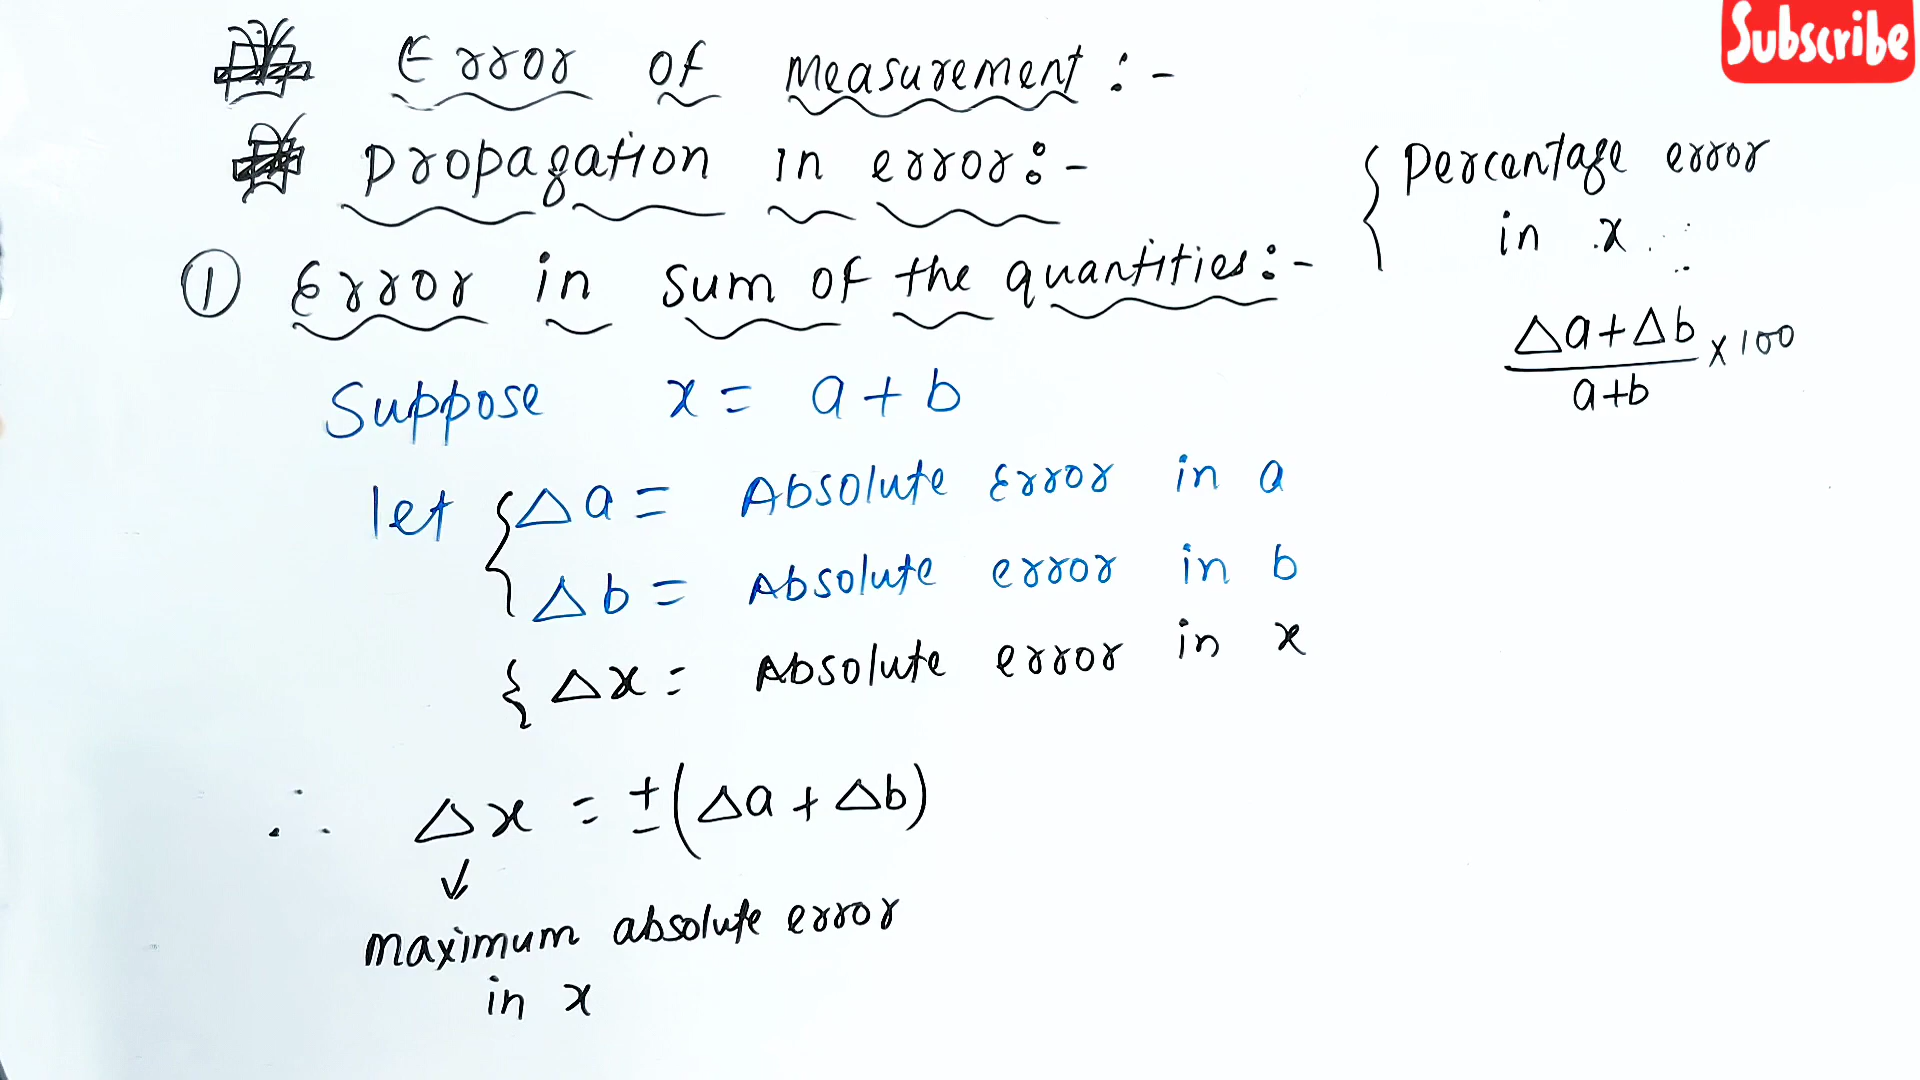 Error of measurement :-
Propagation in error :-
① Error in sum of the quantities :-
Suppose x = a + b
let { Δa = Absolute Error in a
Δb = Absolute error in b
{ Δx = Absolute error in x
∴ Δx = ±(Δa + Δb)
↓
maximum absolute error
in x
{ Percentage error
in x
Δa+Δb
a+b
× 100
Subscribe